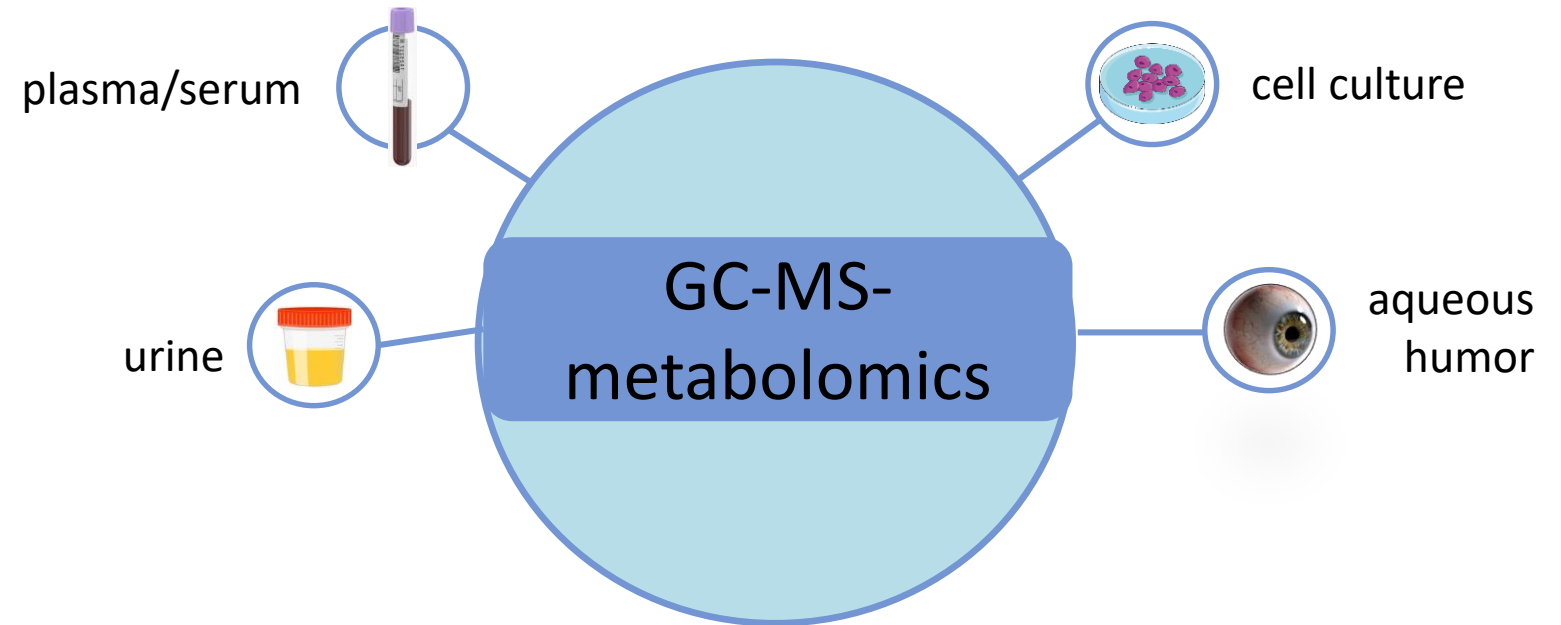 plasma/serum
cell culture
GC-MS-
metabolomics
urine
aqueous
humor